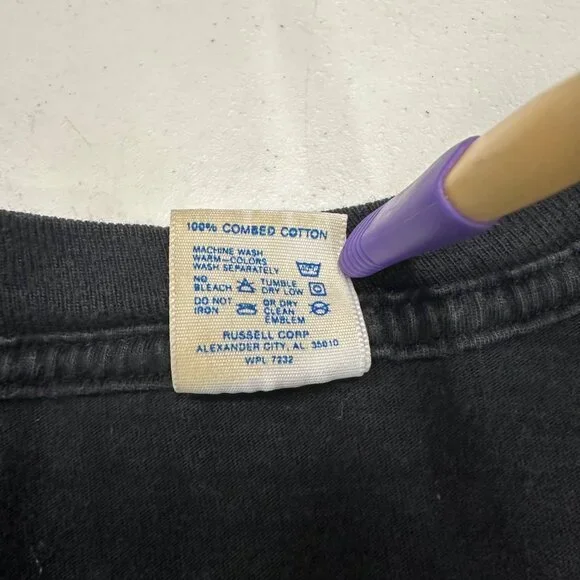 100% COMBED COTTON
MACHINE WASH
WARM-COLORS
WASH SEPARATELY
NO BLEACH TUMBLE DRY LOW
DO NOT IRON OR DRY CLEAN EMBLEM
RUSSELL CORP
ALEXANDER CITY, AL 35010
WPL 7232